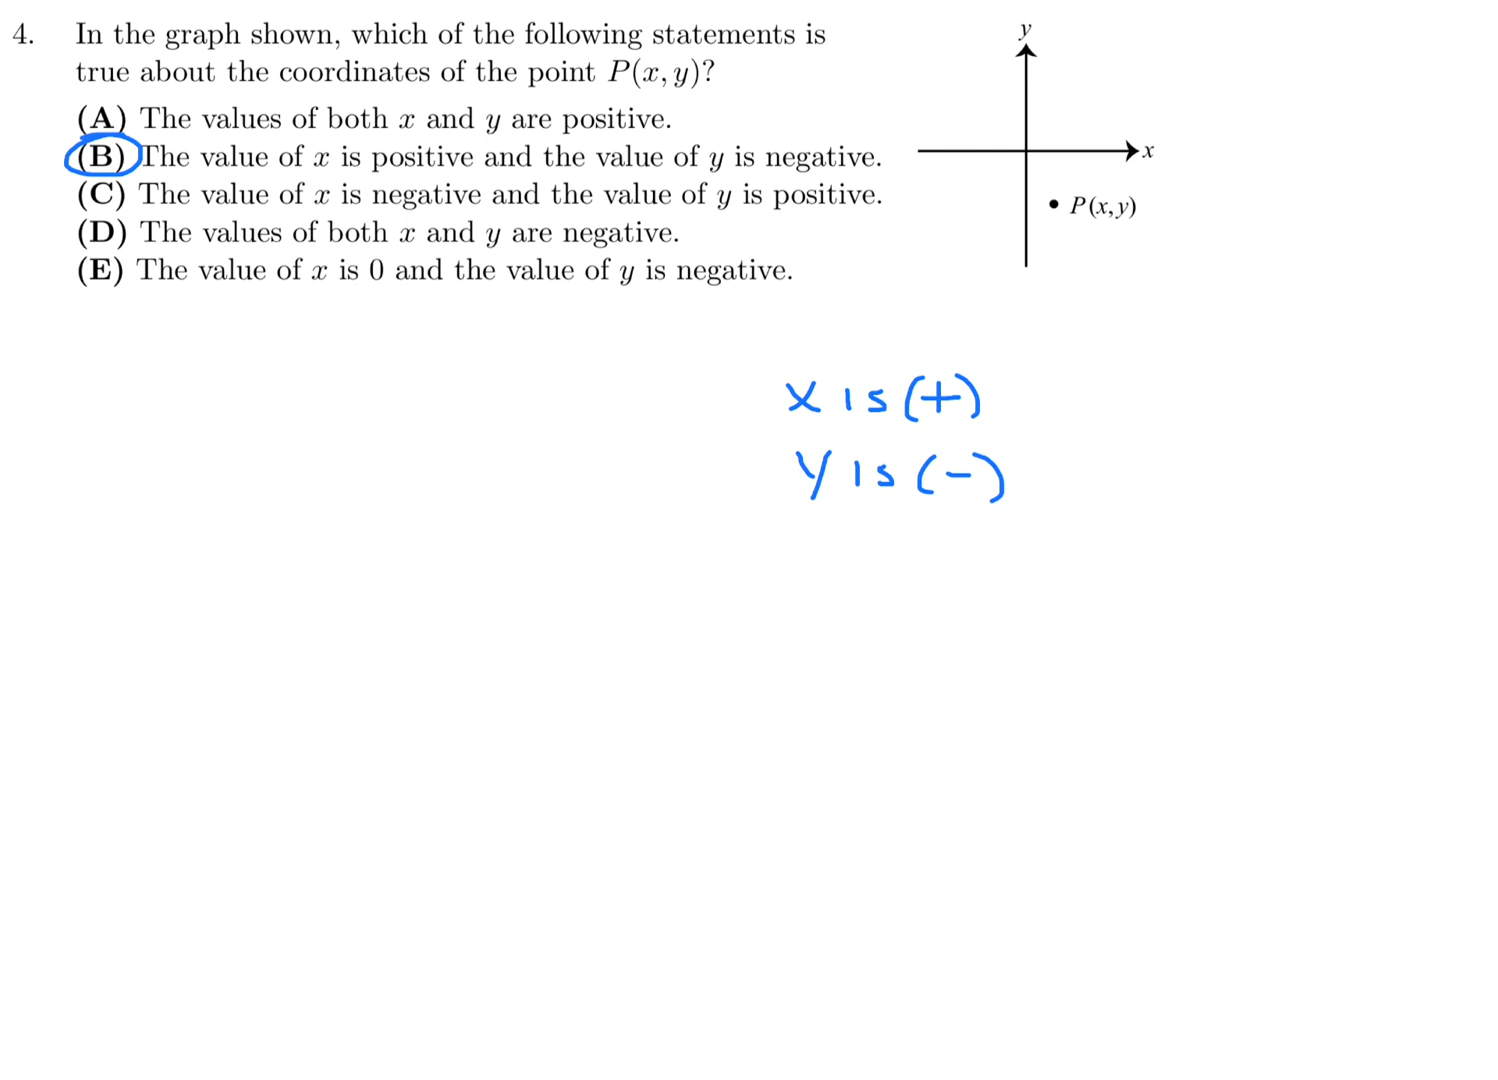 4. In the graph shown, which of the following statements is
true about the coordinates of the point P(x, y)?
(A) The values of both x and y are positive.
(B) The value of x is positive and the value of y is negative.
(C) The value of x is negative and the value of y is positive.
(D) The values of both x and y are negative.
(E) The value of x is 0 and the value of y is negative.
y
x
P(x,y)
x is (+)
y is (-)